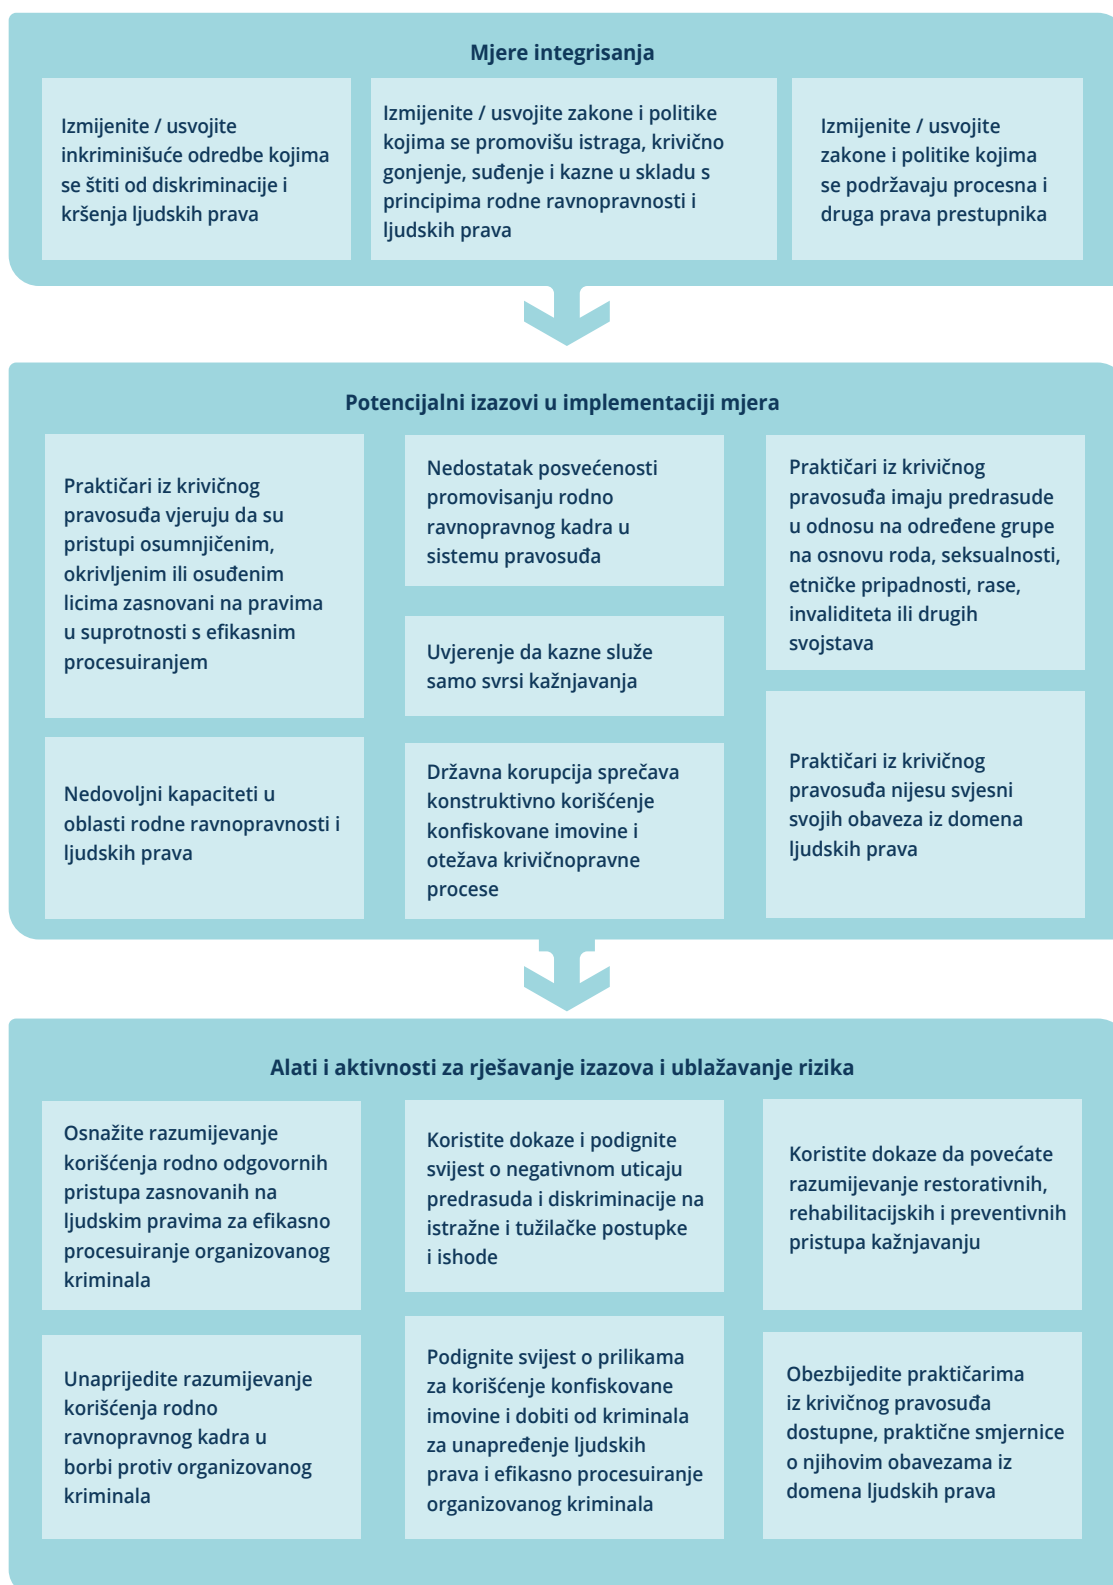 Mjere integrisanja
Izmijenite / usvojite
inkriminišuće odredbe kojima
se štiti od diskriminacije i
kršenja ljudskih prava
Izmijenite / usvojite zakone i politike
kojima se promovišu istraga, krivično
gonjenje, suđenje i kazne u skladu s
principima rodne ravnopravnosti i
ljudskih prava
Izmijenite / usvojite
zakone i politike kojima
se podržavaju procesna i
druga prava prestupnika
Potencijalni izazovi u implementaciji mjera
Praktičari iz krivičnog
pravosuđa vjeruju da su
pristupi osumnjičenim,
okrivljenim ili osuđenim
licima zasnovani na pravima
u suprotnosti s efikasnim
procesuiranjem
Nedostatak posvećenosti
promovisanju rodno
ravnopravnog kadra u
sistemu pravosuđa
Praktičari iz krivičnog
pravosuđa imaju predrasude
u odnosu na određene grupe
na osnovu roda, seksualnosti,
etničke pripadnosti, rase,
invaliditeta ili drugih
svojstava
Uvjerenje da kazne služe
samo svrsi kažnjavanja
Nedovoljni kapaciteti u
oblasti rodne ravnopravnosti i
ljudskih prava
Državna korupcija sprečava
konstruktivno korišćenje
konfiskovane imovine i
otežava krivičnopravne
procese
Praktičari iz krivičnog
pravosuđa nijesu svjesni
svojih obaveza iz domena
ljudskih prava
Alati i aktivnosti za rješavanje izazova i ublažavanje rizika
Osnažite razumijevanje
korišćenja rodno odgovornih
pristupa zasnovanih na
ljudskim pravima za efikasno
procesuiranje organizovanog
kriminala
Koristite dokaze i podignite
svijest o negativnom uticaju
predrasuda i diskriminacije na
istražne i tužilačke postupke
i ishode
Koristite dokaze da povećate
razumijevanje restorativnih,
rehabilitacijskih i preventivnih
pristupa kažnjavanju
Unaprijedite razumijevanje
korišćenja rodno
ravnopravnog kadra u
borbi protiv organizovanog
kriminala
Podignite svijest o prilikama
za korišćenje konfiskovane
imovine i dobiti od kriminala
za unapređenje ljudskih
prava i efikasno procesuiranje
organizovanog kriminala
Obezbijedite praktičarima
iz krivičnog pravosuđa
dostupne, praktične smjernice
o njihovim obavezama iz
domena ljudskih prava